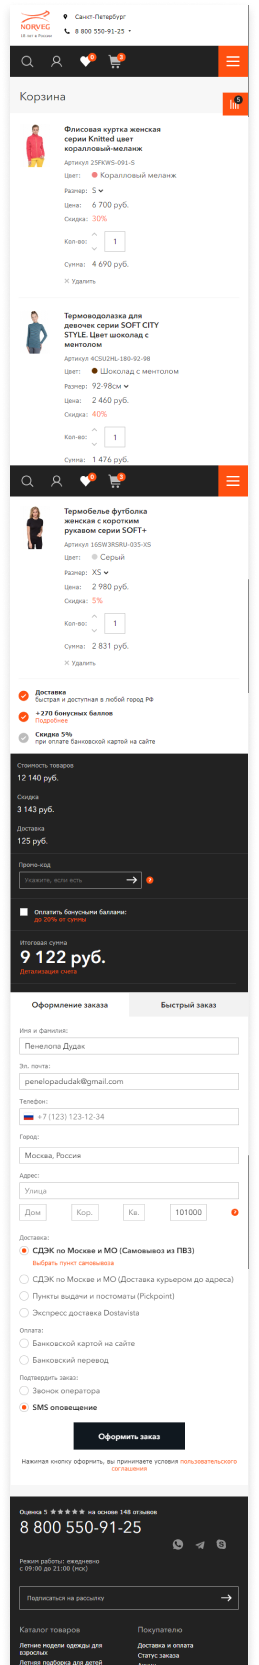 NORVEG
18 лет в России
Санкт-Петербург
8 800 550-91-25
0
3
5
Корзина
Флисовая куртка женская
серии Knitted цвет
коралловый-меланж
Артикул 25FKWS-091-S
Цвет: Коралловый меланж
Размер: S
Цена: 6 700 руб.
Скидка: 30%
Кол-во: 1
Сумма: 4 690 руб.
× Удалить
Термоводолазка для
девочек серии SOFT CITY
STYLE. Цвет шоколад с
ментолом
Артикул 4CSU2HL-180-92-98
Цвет: Шоколад с ментолом
Размер: 92-98см
Цена: 2 460 руб.
Скидка: 40%
Кол-во: 1
Сумма: 1 476 руб.
0
3
Термобелье футболка
женская с коротким
рукавом серии SOFT+
Артикул 16SW3RSRU-035-XS
Цвет: Серый
Размер: XS
Цена: 2 980 руб.
Скидка: 5%
Кол-во: 1
Сумма: 2 831 руб.
× Удалить
Доставка
быстрая и доступная в любой город РФ
+270 бонусных баллов
Подробнее
Скидка 5%
при оплате банковской картой на сайте
Стоимость товаров
12 140 руб.
Скидка
3 143 руб.
Доставка
125 руб.
Промо-код
Укажите, если есть
?
Оплатить бонусными баллами:
до 20% от суммы
Итоговая сумма
9 122 руб.
Детализация счета
Оформление заказа
Быстрый заказ
Имя и фамилия:
Пенелопа Дудак
Эл. почта:
penelopadudak@gmail.com
Телефон:
+7 (123) 123-12-34
Город:
Москва, Россия
Адрес:
Улица
Дом Кор. Кв. 101000 ?
Доставка:
СДЭК по Москве и МО (Самовывоз из ПВЗ)
Выбрать пункт самовывоза
СДЭК по Москве и МО (Доставка курьером до адреса)
Пункты выдачи и постоматы (Pickpoint)
Экспресс доставка Dostavista
Оплата:
Банковской картой на сайте
Банковский перевод
Подтвердить заказ:
Звонок оператора
SMS оповещение
Оформить заказ
Нажимая кнопку оформить, вы принимаете условия пользовательского
соглашения
Оценка 5 ★★★★★ на основе 148 отзывов
8 800 550-91-25
Режим работы: ежедневно
с 09:00 до 21:00 (мск)
Подписаться на рассылку
Каталог товаров
Покупателю
Летние модели одежды для
взрослых
Доставка и оплата
Статус заказа
Летняя подборка для детей